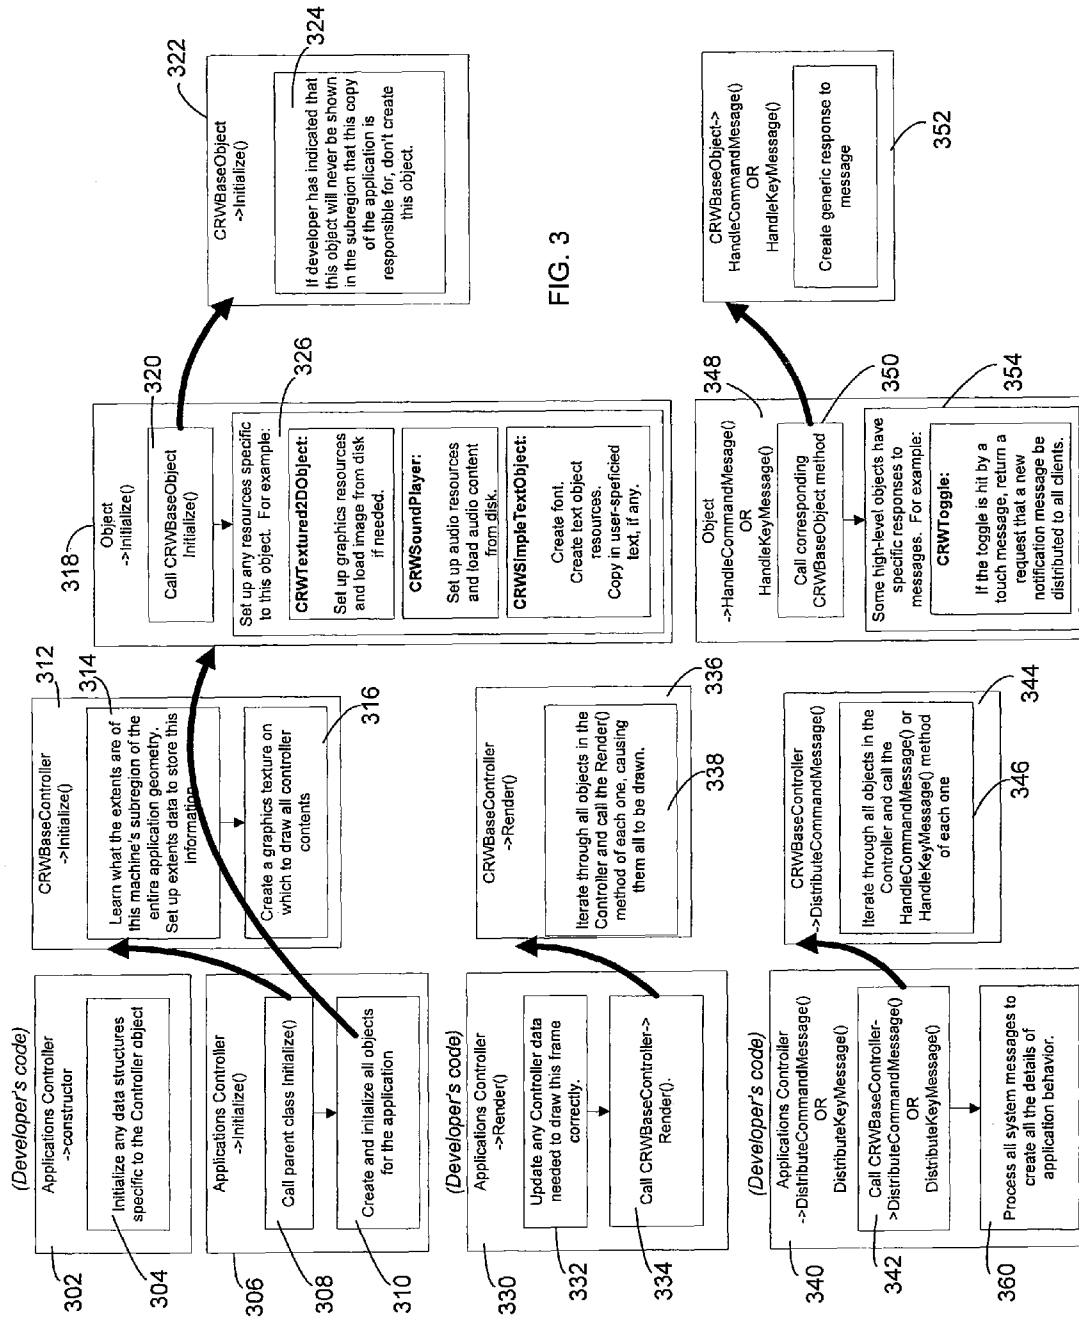 (Developer's code)
Applications Controller
->constructor
Initialize any data structures
specific to the Controller object
302
304
Applications Controller
->Initialize()
Call parent class Initialize()
Create and initalize all objects
for the application
306
308
310
CRWBaseController
->Initialize()
Learn what the extents are of
this machine's subregion of the
entire application geometry.
Set up extents data to store this
Information.
Create a graphics texture on
which to draw all controller
contents
312
314
316
Object
->Initialize()
Call CRWBaseObject
Initialize()
Set up any resources specific
to this object. For example:
CRWTextured2DObject:
Set up graphics resources
and load image from disk
if needed.
CRWSoundPlayer:
Set up audio resources
and load audio content
from disk.
CRWSimpleTextObject:
Create font.
Create text object
resources.
Copy in user-speficied
text, if any.
318
320
326
CRWBaseObject
->Initialize()
If developer has indicated that
this object will never be shown
in the subregion that this copy
of the application is
responsible for, don't create
this object.
322
324
FIG. 3
(Developer's code)
Applications Controller
->Render()
Update any Controller data
needed to draw this frame
correctly.
Call CRWBaseController->
Render().
330
332
334
CRWBaseController
->Render()
Iterate through all objects in the
Controller and call the Render()
method of each one, causing
them all to be drawn.
336
338
(Developer's code)
Applications Controller
->DistributeCommandMessage()
OR
DistributeKeyMessage()
Call CRWBaseController-
>DistributeCommandMessage()
OR
DistributeKeyMessage()
Process all system messages to
create all the details of
application behavior.
340
342
360
CRWBaseController
->DistributeCommandMessage()
Iterate through all objects in the
Controller and call the
HandleCommandMessage() or
HandleKeyMessage() method
of each one
344
346
Object
->HandleCommandMesage()
OR
HandleKeyMessage()
Call corresponding
CRWBaseObject method
Some high-level objects have
specific responses to
messages. For example:
CRWToggle:
If the toggle is hit by a
touch message, return a
request that a new
notification message be
distributed to all clients.
348
350
354
CRWBaseObject->
HandleCommandMesage()
OR
HandleKeyMessage()
Create generic response to
message
352